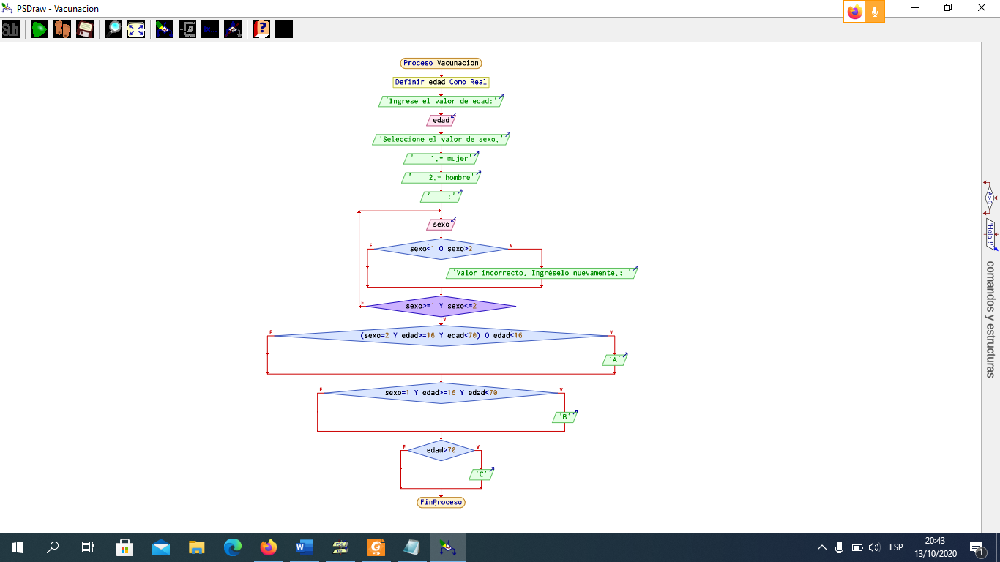 PSDraw - Vacunacion
Sub
Proceso Vacunacion
Definir edad Como Real
'Ingrese el valor de edad:'
edad
'Seleccione el valor de sexo.'
'    1.- mujer'
'    2.- hombre'
'    :'
sexo
F
sexo<1 O sexo>2
V
'Valor incorrecto. Ingréselo nuevamente.: '
F
sexo>=1 Y sexo<=2
V
F
(sexo=2 Y edad>=16 Y edad<70) O edad<16
V
'A'
F
sexo=1 Y edad>=16 Y edad<70
V
'B'
F
edad>70
V
'C'
FinProceso
A>B
'Hola !'
comandos y estructuras
ESP
20:43
13/10/2020
1